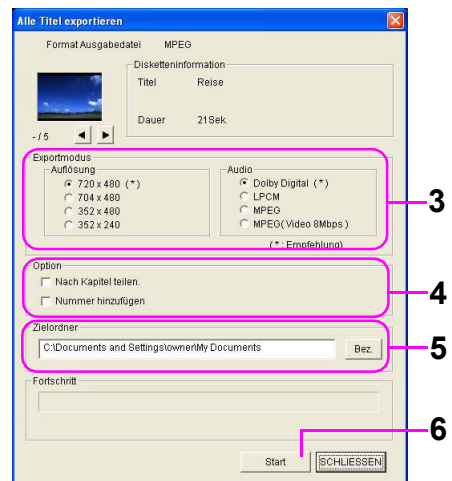 Alle Titel exportieren
Format Ausgabedatei MPEG
Disketteninformation
Titel Reise
Dauer 21Sek.
- / 5
Exportmodus
Auflösung
720 x 480 (*)
704 x 480
352 x 480
352 x 240
Audio
Dolby Digital (*)
LPCM
MPEG
MPEG(Video 8Mbps)
(*: Empfehlung)
3
Option
Nach Kapitel teilen.
Nummer hinzufügen
4
Zielordner
C:\Documents and Settings\owner\My Documents
Bez.
5
Fortschritt
6
Start
SCHLIESSEN